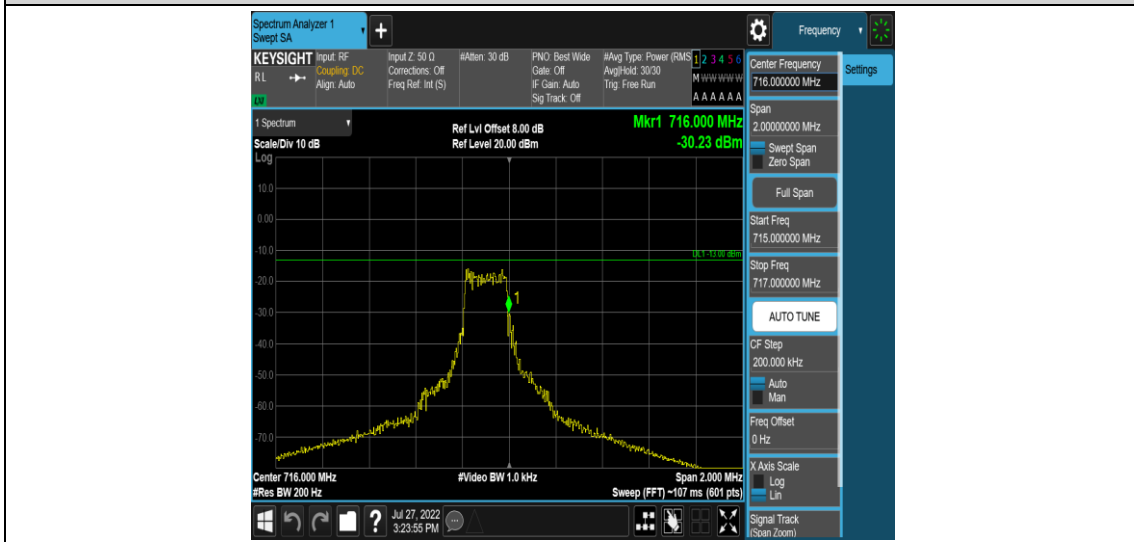 Spectrum Analyzer 1
Swept SA
Frequency
KEYSIGHT
RL
LXI
Input: RF
Coupling: DC
Align: Auto
Input Z: 50 Ω
Corrections: Off
Freq Ref: Int (S)
#Atten: 30 dB
PNO: Best Wide
Gate: Off
IF Gain: Auto
Sig Track: Off
#Avg Type: Power (RMS
Avg|Hold: 30/30
Trig: Free Run
1 2 3 4 5 6
M W W W W W
A A A A A A
1 Spectrum
Scale/Div 10 dB
Log
Ref Lvl Offset 8.00 dB
Ref Level 20.00 dBm
Mkr1 716.000 MHz
-30.23 dBm
10.0
0.00
-10.0
DL1 -13.00 dBm
-20.0
1
-30.0
-40.0
-50.0
-60.0
-70.0
Center 716.000 MHz
#Video BW 1.0 kHz
Span 2.000 MHz
#Res BW 200 Hz
Sweep (FFT) ~107 ms (601 pts)
?
Jul 27, 2022
3:23:55 PM
Center Frequency
716.000000 MHz
Settings
Span
2.00000000 MHz
Swept Span
Zero Span
Full Span
Start Freq
715.000000 MHz
Stop Freq
717.000000 MHz
AUTO TUNE
CF Step
200.000 kHz
Auto
Man
Freq Offset
0 Hz
X Axis Scale
Log
Lin
Signal Track
(Span Zoom)